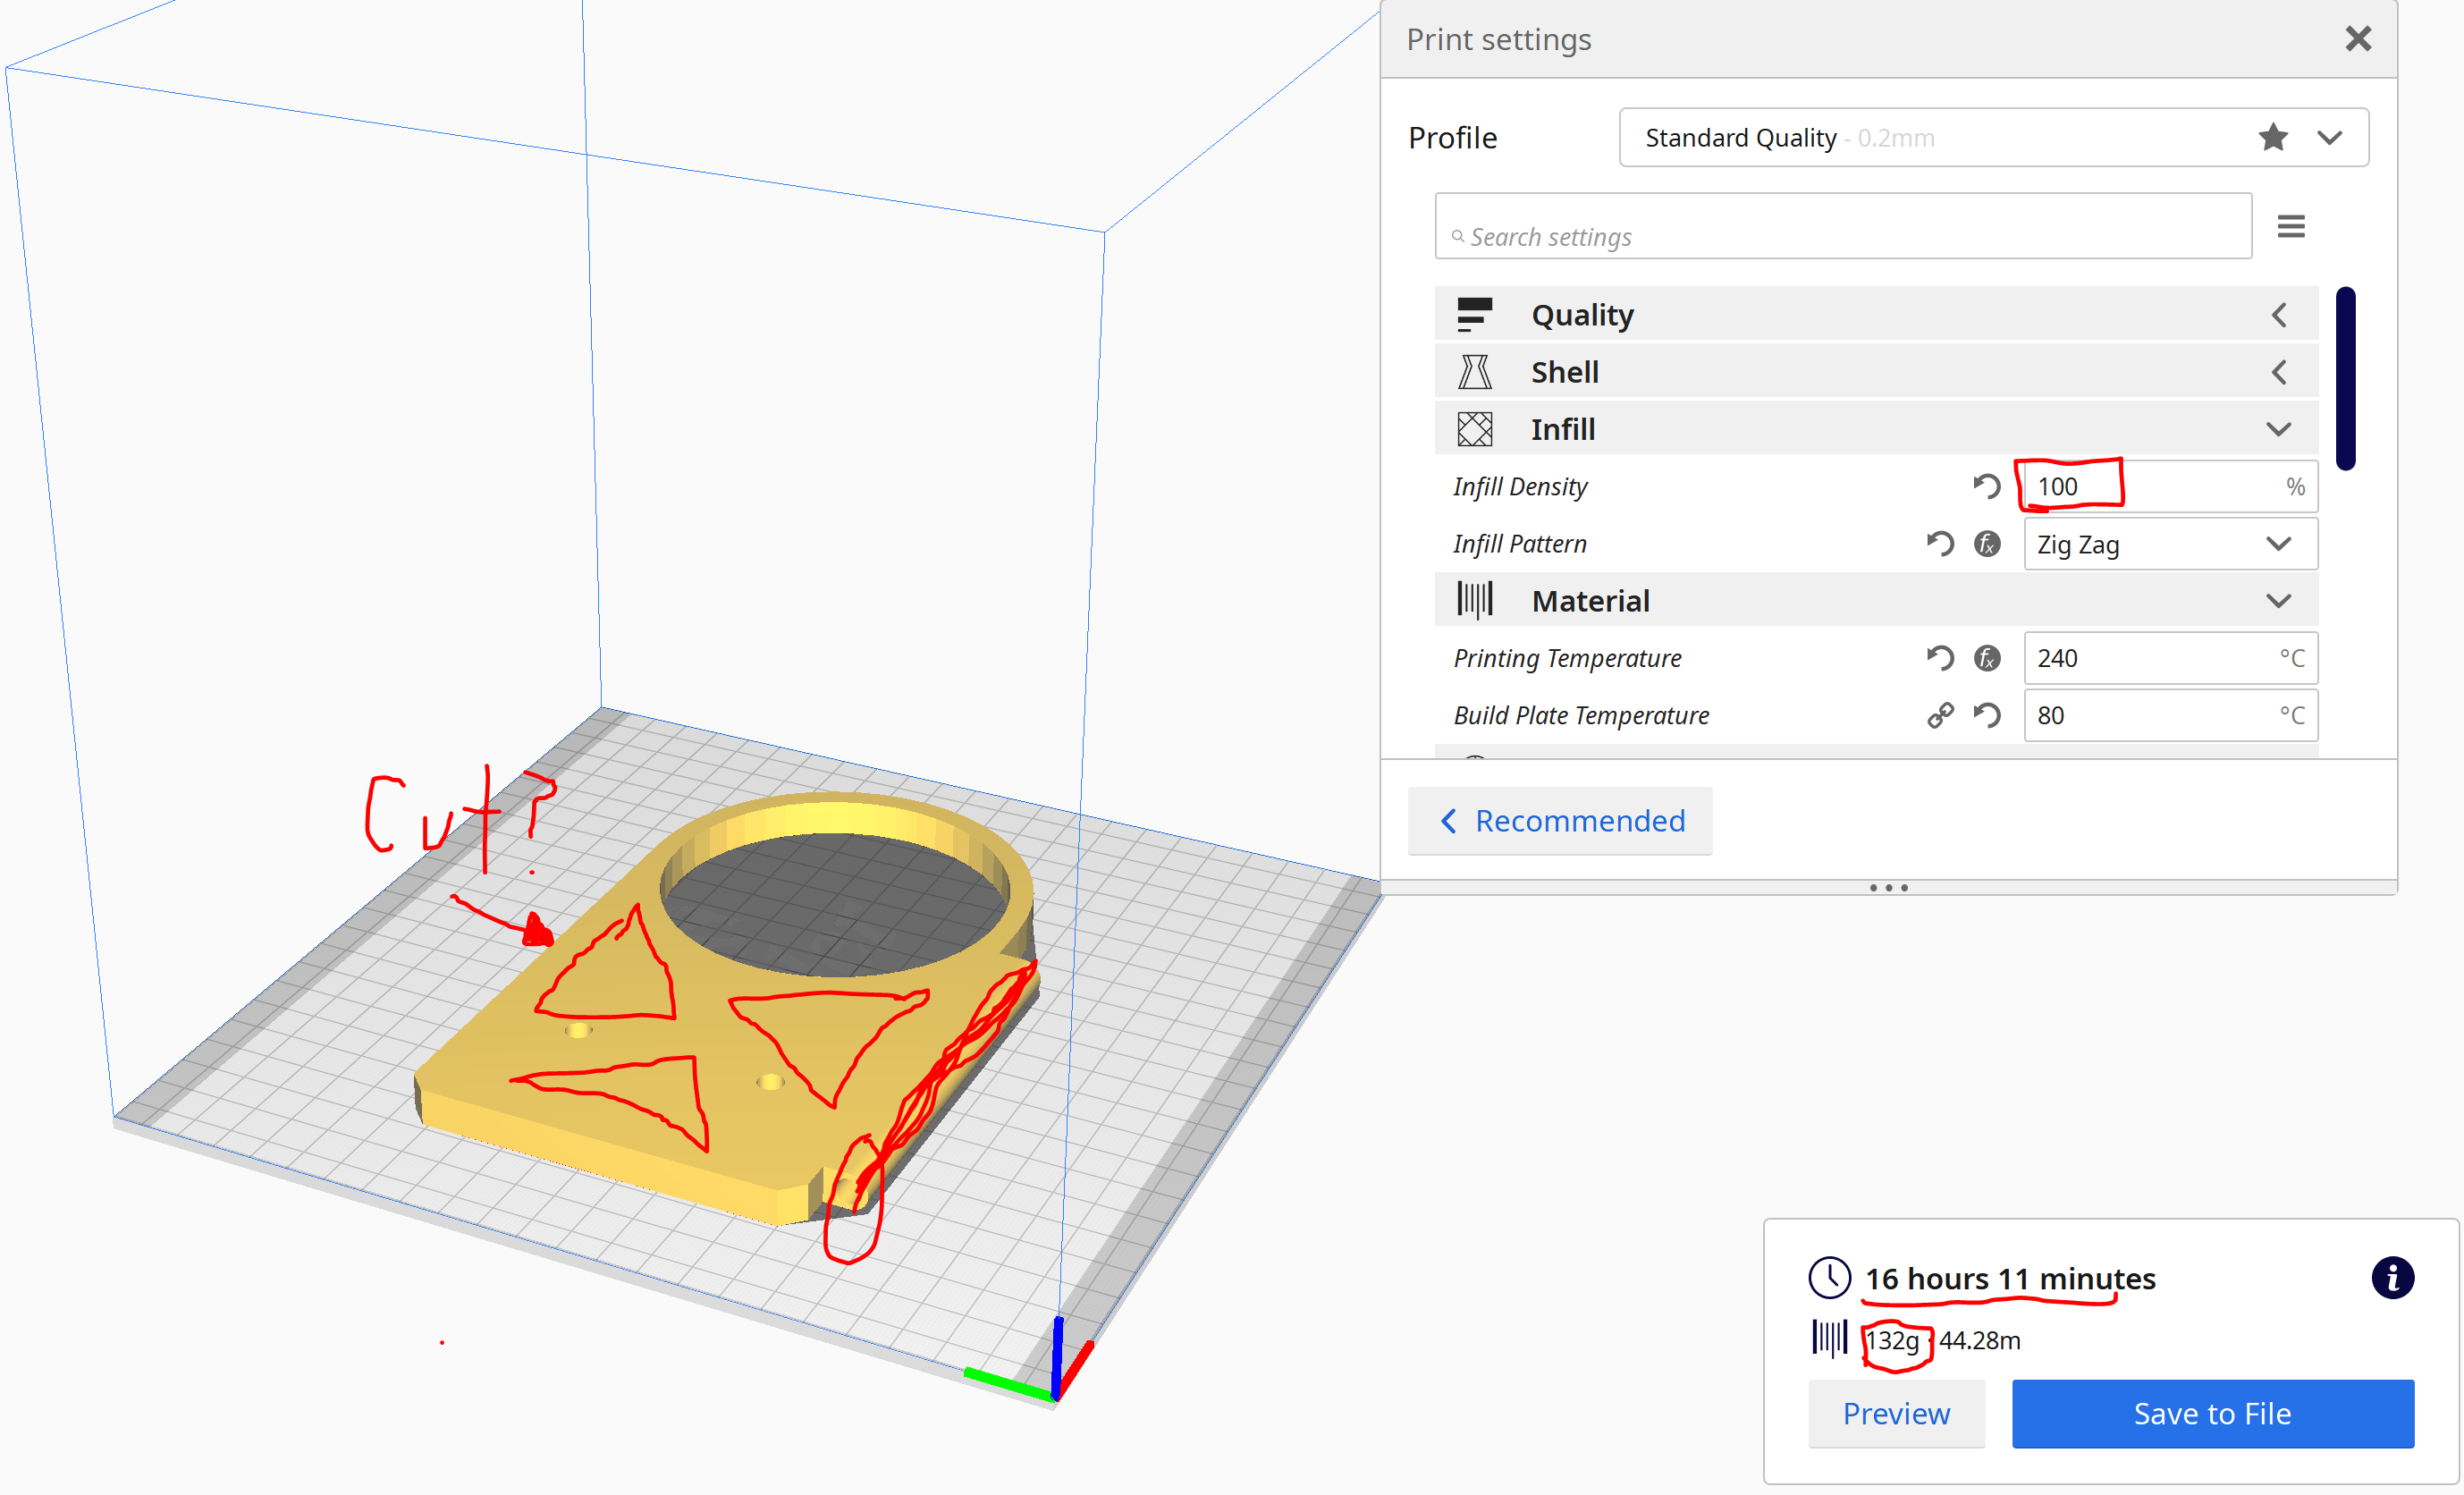 Print settings
Profile
Standard Quality - 0.2mm
Search settings
Quality
Shell
Infill
Infill Density
100 %
Infill Pattern
Zig Zag
Material
Printing Temperature
240 °C
Build Plate Temperature
80 °C
Recommended
Cut?
16 hours 11 minutes
132g · 44.28m
Preview
Save to File